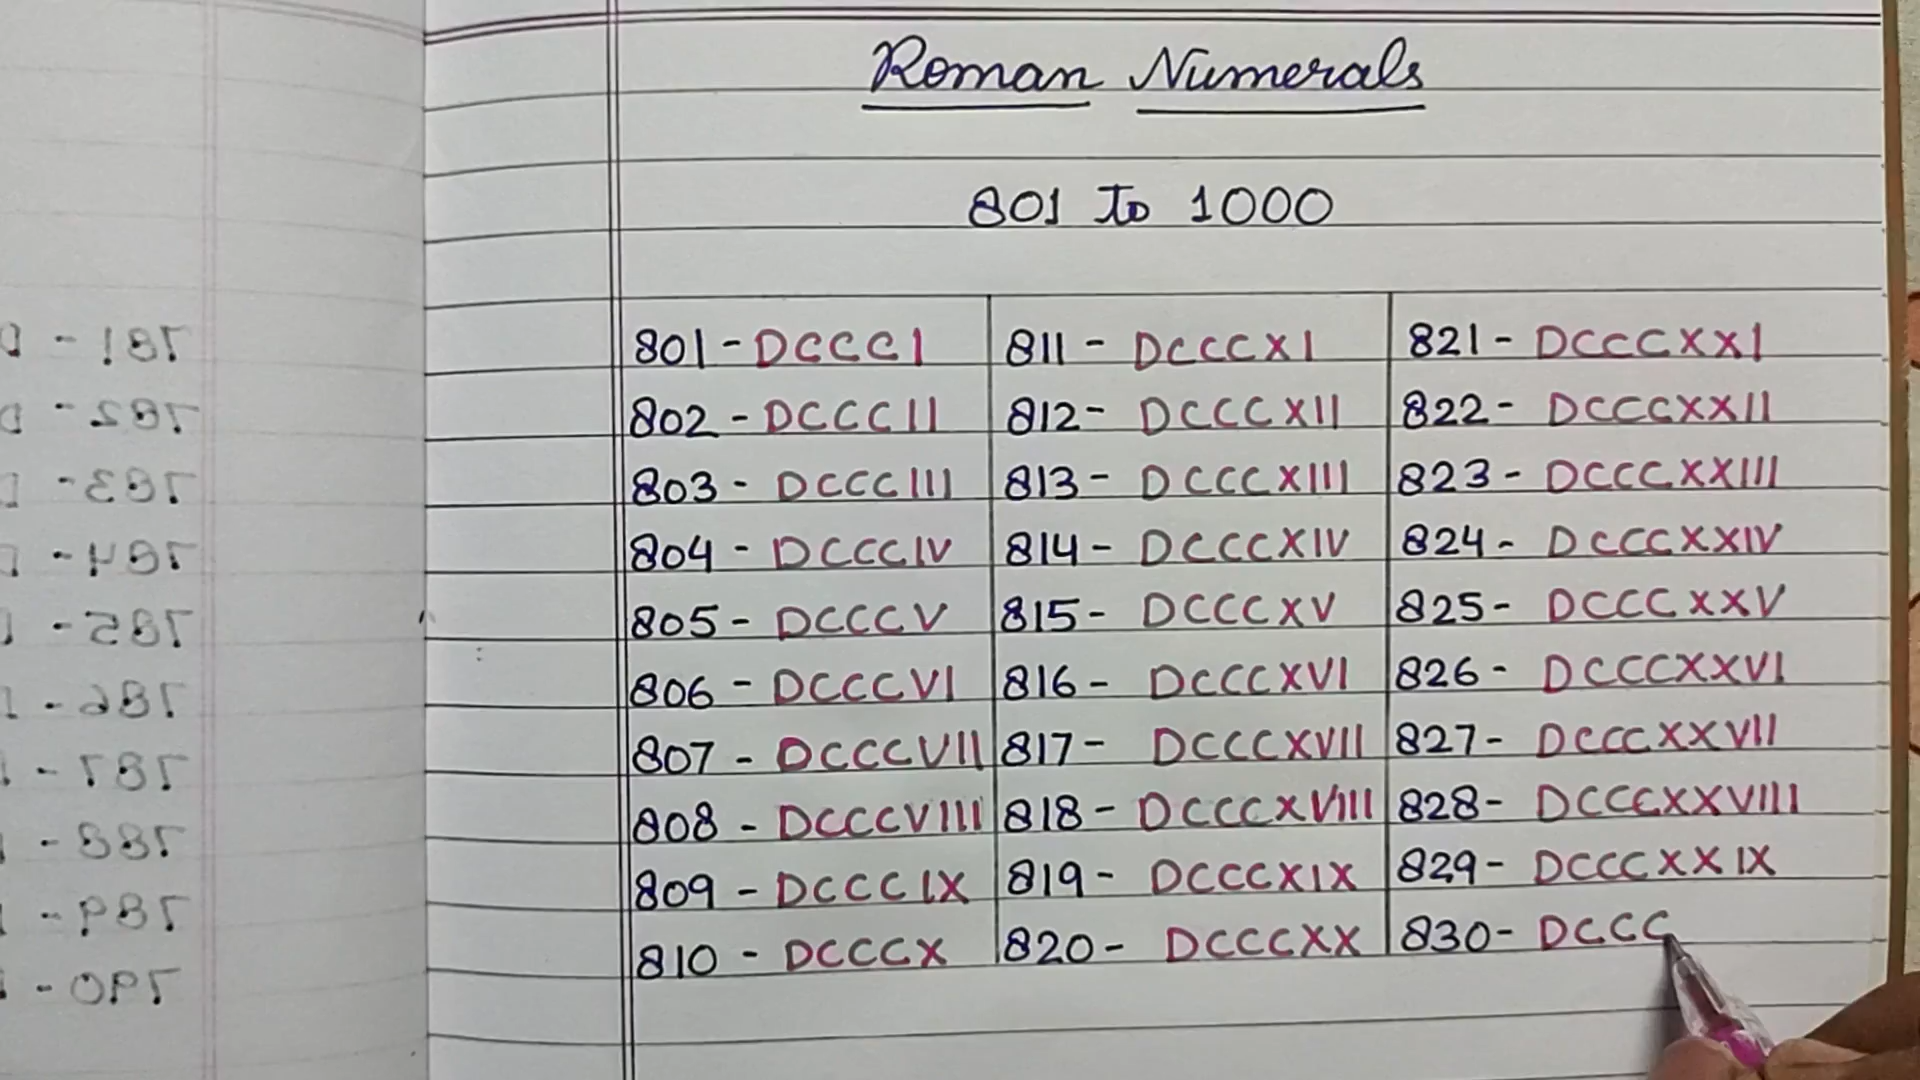 Roman Numerals
801 To 1000
801 - DCCCI
802 - DCCCII
803 - DCCCIII
804 - DCCCIV
805 - DCCCV
806 - DCCCVI
807 - DCCCVII
808 - DCCCVIII
809 - DCCCIX
810 - DCCCX
811 - DCCCXI
812 - DCCCXII
813 - DCCCXIII
814 - DCCCXIV
815 - DCCCXV
816 - DCCCXVI
817 - DCCCXVII
818 - DCCCXVIII
819 - DCCCXIX
820 - DCCCXX
821 - DCCCXXI
822 - DCCCXXII
823 - DCCCXXIII
824 - DCCCXXIV
825 - DCCCXXV
826 - DCCCXXVI
827 - DCCCXXVII
828 - DCCCXXVIII
829 - DCCCXXIX
830 - DCCC